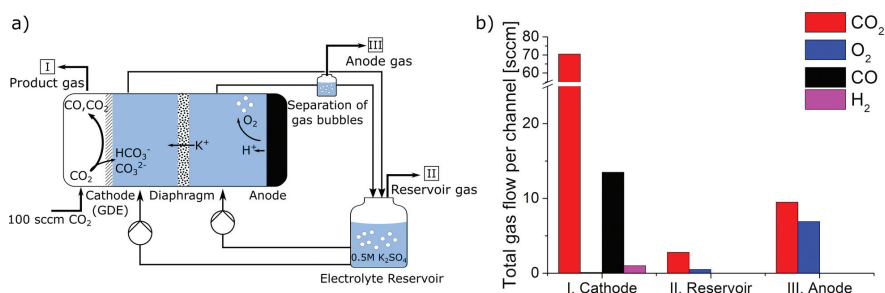 a)
I
Product gas
III
Anode gas
Separation of
gas bubbles
CO,CO₂
O₂
HCO₃⁻
CO₃²⁻
K⁺
H⁺
CO₂
Cathode
(GDE)
Diaphragm
Anode
100 sccm CO₂
II
Reservoir gas
0.5M K₂SO₄
Electrolyte Reservoir
b)
Total gas flow per channel [sccm]
80
70
60
20
10
0
I. Cathode
II. Reservoir
III. Anode
CO₂
O₂
CO
H₂